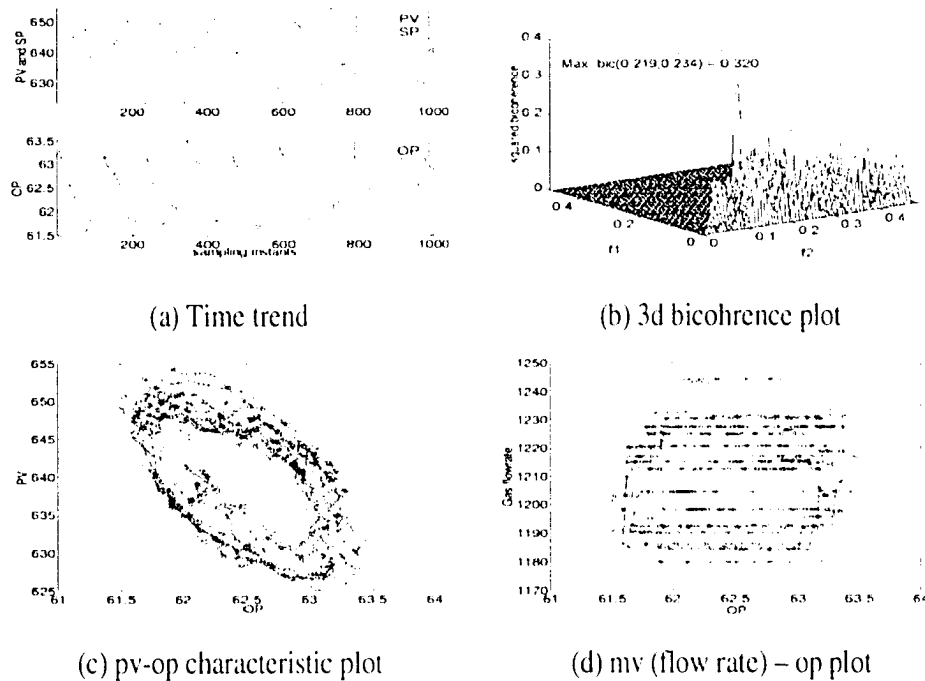 PV and SP
650
640
630
PV
SP
200 400 600 800 1000
OP
63.5
63
62.5
62
61.5
OP
200 400 600 800 1000
sampling instants
(a) Time trend
squared bicoherence
0.4
0.3
0.2
0.1
0
Max bic(0 219,0 234) – 0.320
0 4
0 2
0
f1
0 0.1 0.2 0.3 0.4
f2
(b) 3d bicohrence plot
PV
655
650
645
640
635
630
625
61 61.5 62 62.5 63 63.5 64
OP
(c) pv-op characteristic plot
Gas flowrate
1250
1240
1230
1220
1210
1200
1190
1180
1170
61 61.5 62 62.5 63 63.5 64
OP
(d) mv (flow rate) – op plot